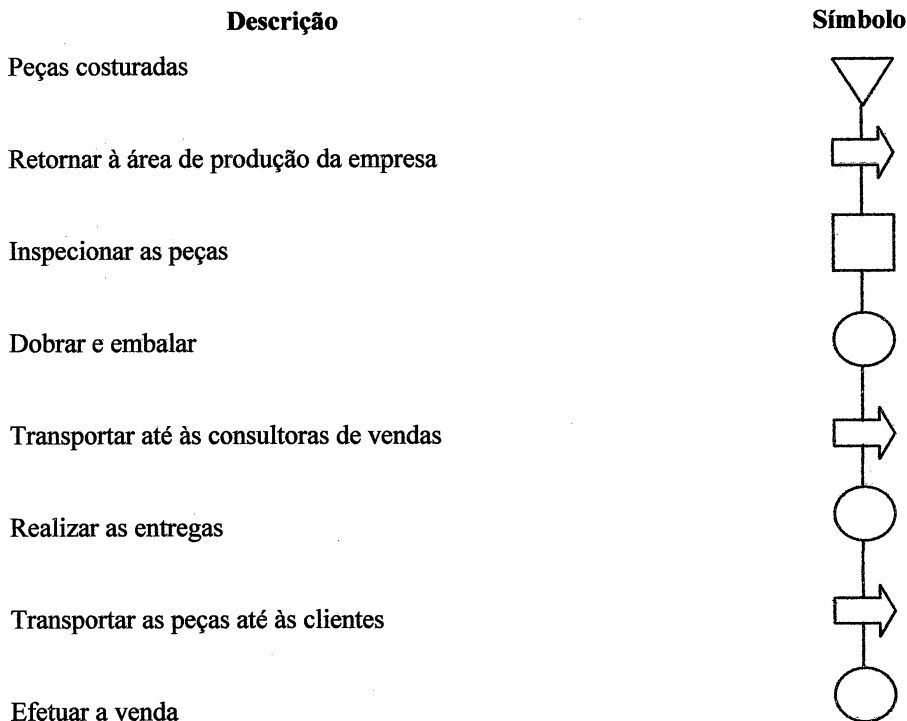 Descrição Símbolo
Peças costuradas
Retornar à área de produção da empresa
Inspecionar as peças
Dobrar e embalar
Transportar até às consultoras de vendas
Realizar as entregas
Transportar as peças até às clientes
Efetuar a venda